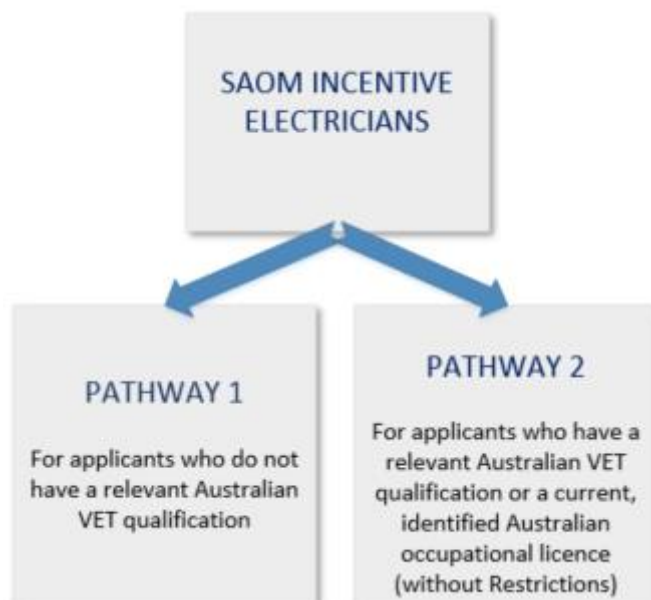 SAOM INCENTIVE
ELECTRICIANS
PATHWAY 1
For applicants who do not
have a relevant Australian
VET qualification
PATHWAY 2
For applicants who have a
relevant Australian VET
qualification or a current,
identified Australian
occupational licence
(without Restrictions)